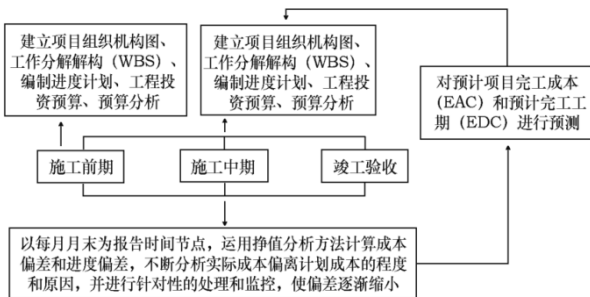 建立项目组织机构图、
工作分解解构（WBS）、
编制进度计划、工程投
资预算、预算分析
建立项目组织机构图、
工作分解解构（WBS）、
编制进度计划、工程投
资预算、预算分析
对预计项目完工成本
（EAC）和预计完工工
期（EDC）进行预测
施工前期
施工中期
竣工验收
以每月月末为报告时间节点，运用挣值分析方法计算成本
偏差和进度偏差，不断分析实际成本偏离计划成本的程度
和原因，并进行针对性的处理和监控，使偏差逐渐缩小